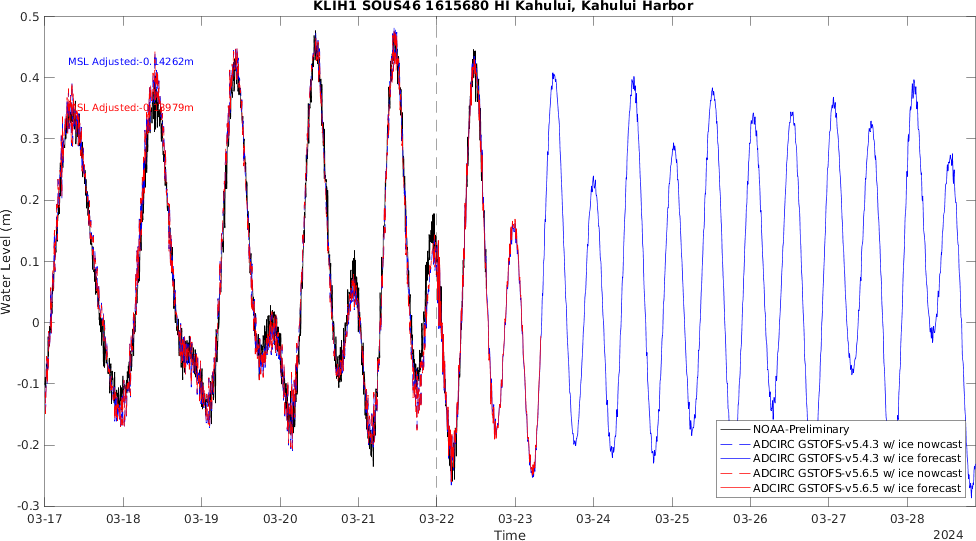 KLIH1 SOUS46 1615680 HI Kahului, Kahului Harbor
0.5
MSL Adjusted:-0.14262m
0.4
Adjusted:
0.3
0.2
0.1
Water Level (m)
0
-0.1
-0.2
-0.3
NOAA-Preliminary
ADCIRC GSTOFS-v5.4.3 w/ ice nowcast
ADCIRC GSTOFS-v5.4.3 w/ ice forecast
ADCIRC GSTOFS-v5.6.5 w/ ice nowcast
ADCIRC GSTOFS-v5.6.5 w/ ice forecast
03-17 03-18 03-19 03-20 03-21 03-22 03-23 03-24 03-25 03-26 03-27 03-28
Time
2024